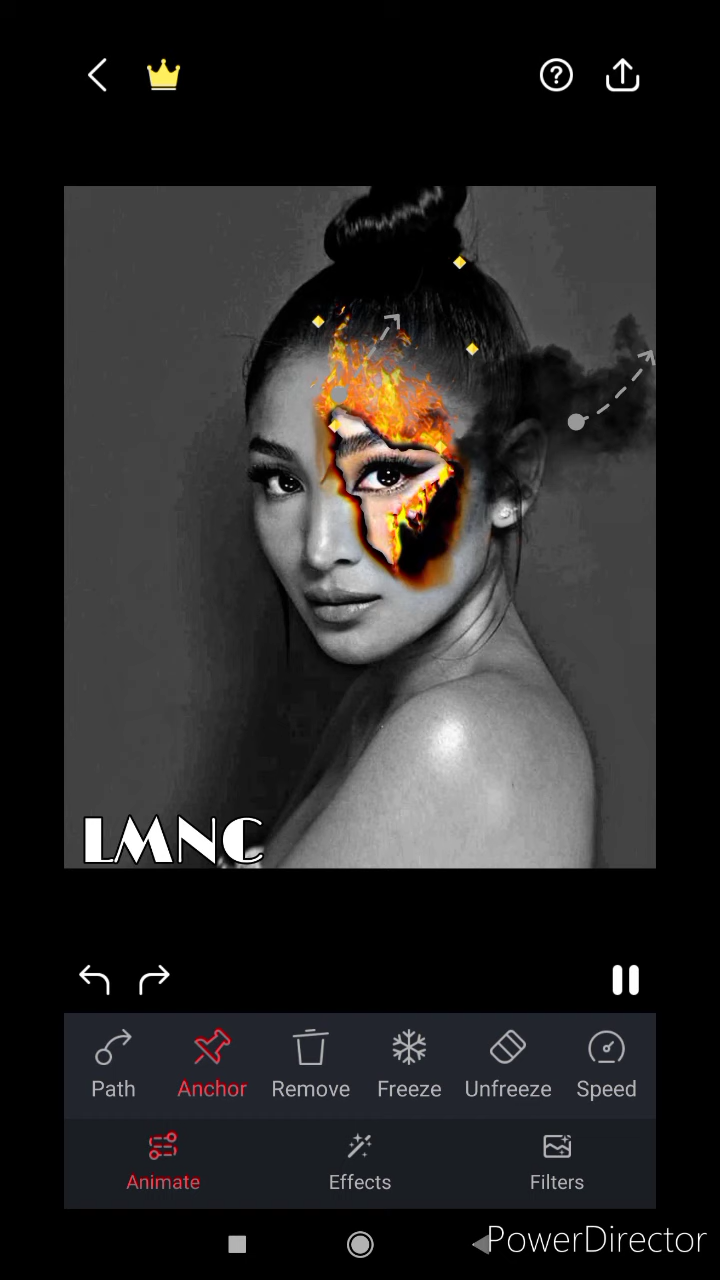 LMNC
Path Anchor Remove Freeze Unfreeze Speed
Animate Effects Filters
PowerDirector